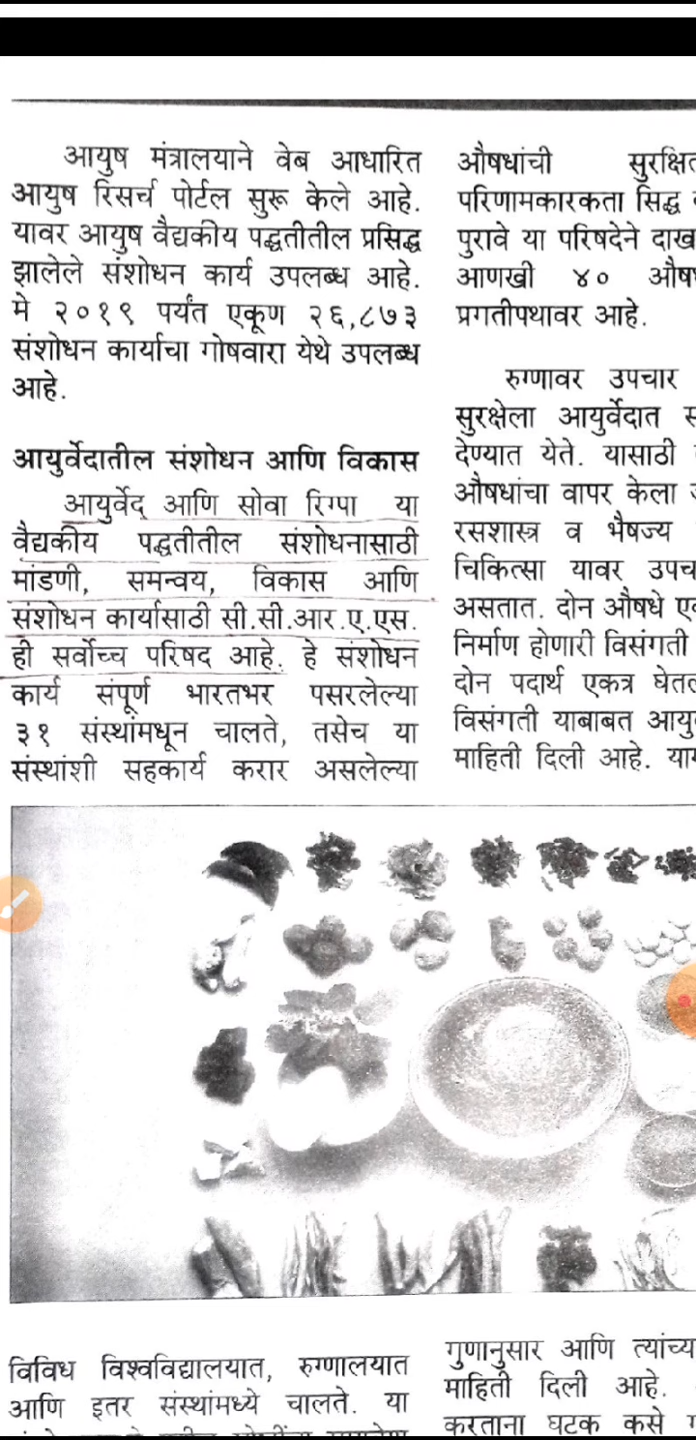 आयुष मंत्रालयाने वेब आधारित
आयुष रिसर्च पोर्टल सुरू केले आहे.
यावर आयुष वैद्यकीय पद्धतीतील प्रसिद्ध
झालेले संशोधन कार्य उपलब्ध आहे.
मे २०१९ पर्यंत एकूण २६,८७३
संशोधन कार्याचा गोषवारा येथे उपलब्ध
आहे.
आयुर्वेदातील संशोधन आणि विकास
आयुर्वेद आणि सोवा रिग्पा या
वैद्यकीय पद्धतीतील संशोधनासाठी
मांडणी, समन्वय, विकास आणि
संशोधन कार्यासाठी सी.सी.आर.ए.एस.
ही सर्वोच्च परिषद आहे. हे संशोधन
कार्य संपूर्ण भारतभर पसरलेल्या
३१ संस्थांमधून चालते, तसेच या
संस्थांशी सहकार्य करार असलेल्या
विविध विश्वविद्यालयात, रुग्णालयात
आणि इतर संस्थांमध्ये चालते. या
औषधांची
परिणामकारकता सिद्ध
पुरावे या परिषदेने
आणखी ४०
प्रगतीपथावर आहे.
रुग्णावर उपचार
सुरक्षेला आयुर्वेदात
देण्यात येते. यासाठी
औषधांचा वापर केला
रसशास्त्र व भैषज्य
चिकित्सा यावर
असतात. दोन औषधे
निर्माण होणारी विसंगती
दोन पदार्थ एकत्र
विसंगती याबाबत
माहिती दिली आहे.
गुणानुसार आणि त्यांच्या
माहिती दिली आहे.
करताना घटक कसे